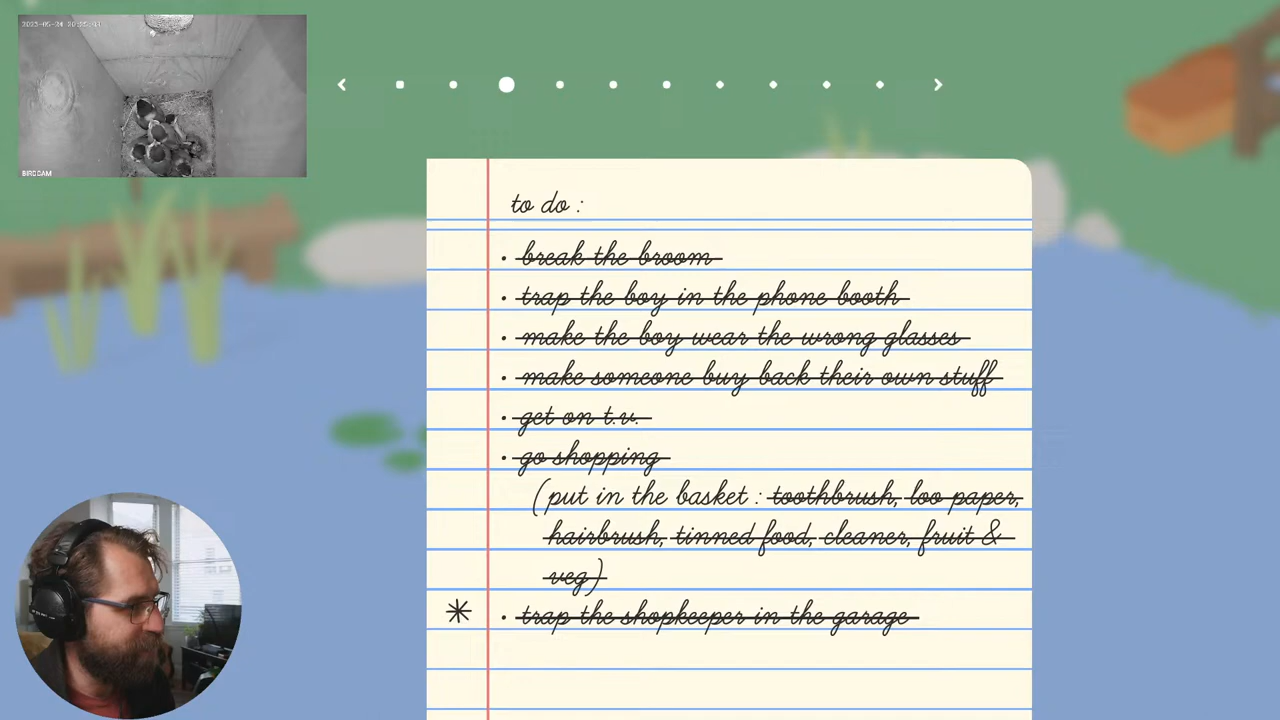 BIRDCAM
to do :
• break the broom
• trap the boy in the phone booth
• make the boy wear the wrong glasses
• make someone buy back their own stuff
• get on t.v.
• go shopping
(put in the basket : toothbrush, loo paper,
hairbrush, tinned food, cleaner, fruit &
veg)
• trap the shopkeeper in the garage